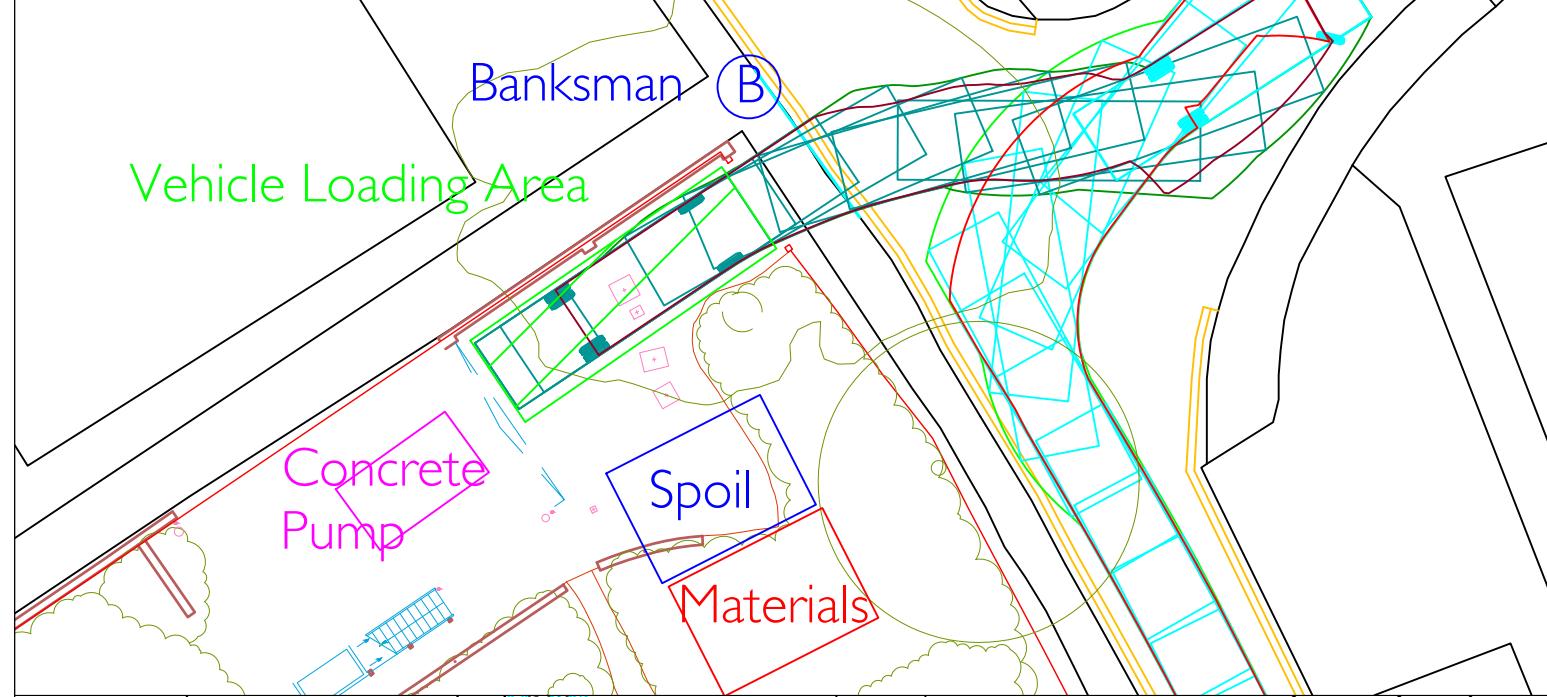 Banksman B
Vehicle Loading Area
Concrete
Pump
Spoil
Materials